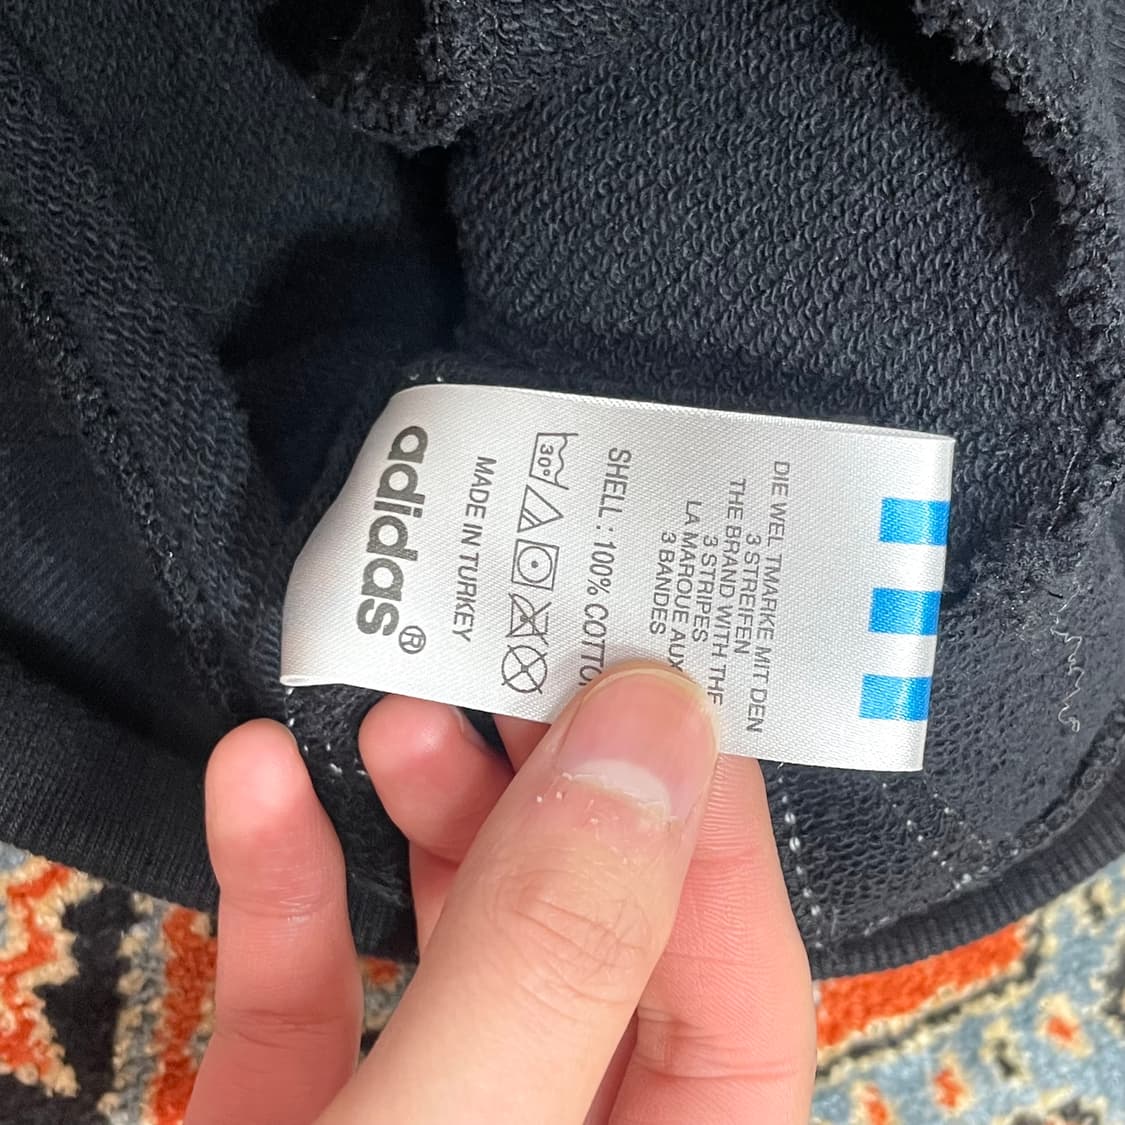 DIE WEL TMARKE MIT DEN
3 STREIFEN
THE BRAND WITH THE
3 STRIPES
LA MARQUE AUX
3 BANDES
SHELL : 100% COTTO
30°
MADE IN TURKEY
adidas®